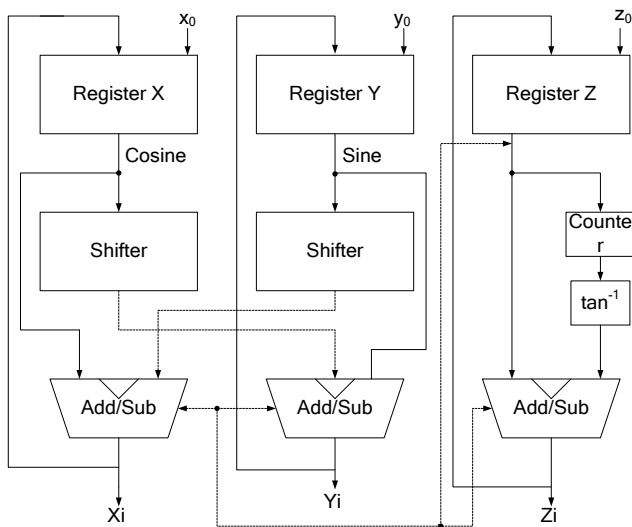 x₀
y₀
z₀
Register X
Register Y
Register Z
Cosine
Sine
Shifter
Shifter
Counte
r
tan⁻¹
Add/Sub
Add/Sub
Add/Sub
Xi
Yi
Zi